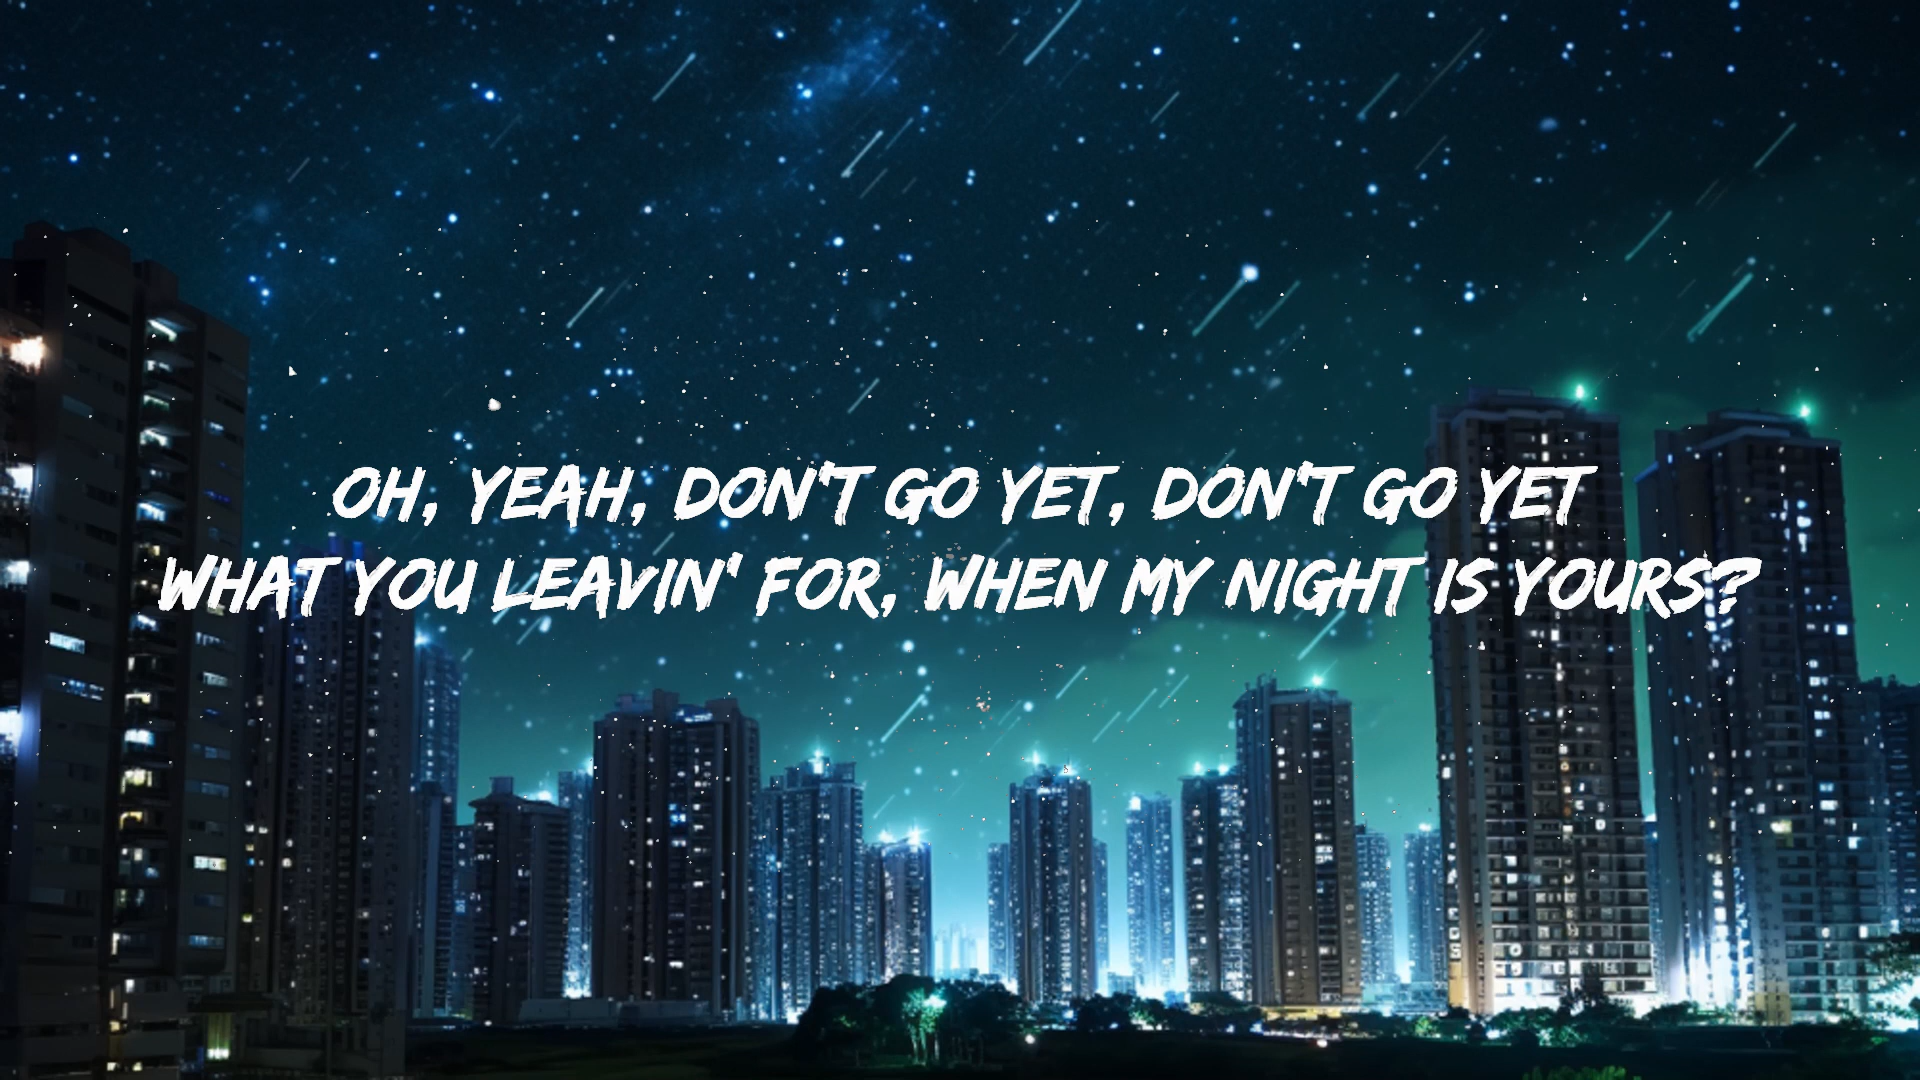 OH, YEAH, DON'T GO YET, DON'T GO YET
WHAT YOU LEAVIN' FOR, WHEN MY NIGHT IS YOURS?